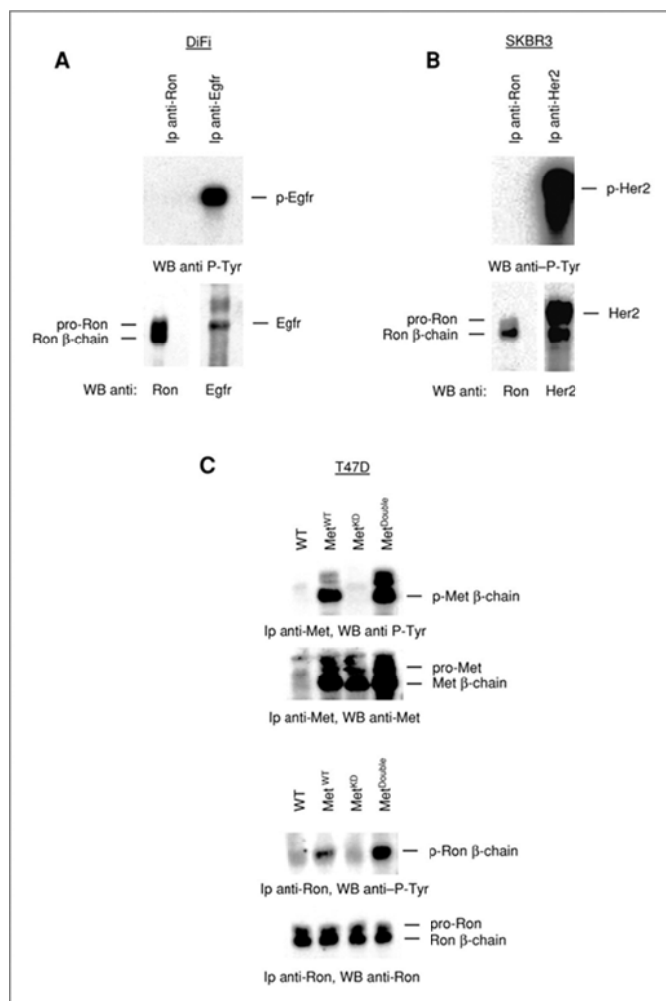 DiFi
A
Ip anti-Ron
Ip anti-Egfr
p-Egfr
WB anti P-Tyr
pro-Ron
Ron β-chain
Egfr
WB anti: Ron Egfr
SKBR3
B
Ip anti-Ron
Ip anti-Her2
p-Her2
WB anti–P-Tyr
pro-Ron
Ron β-chain
Her2
WB anti: Ron Her2
C
T47D
WT
Met^WT
Met^KD
Met^Double
p-Met β-chain
Ip anti-Met, WB anti P-Tyr
pro-Met
Met β-chain
Ip anti-Met, WB anti-Met
WT
Met^WT
Met^KD
Met^Double
p-Ron β-chain
Ip anti-Ron, WB anti–P-Tyr
pro-Ron
Ron β-chain
Ip anti-Ron, WB anti-Ron